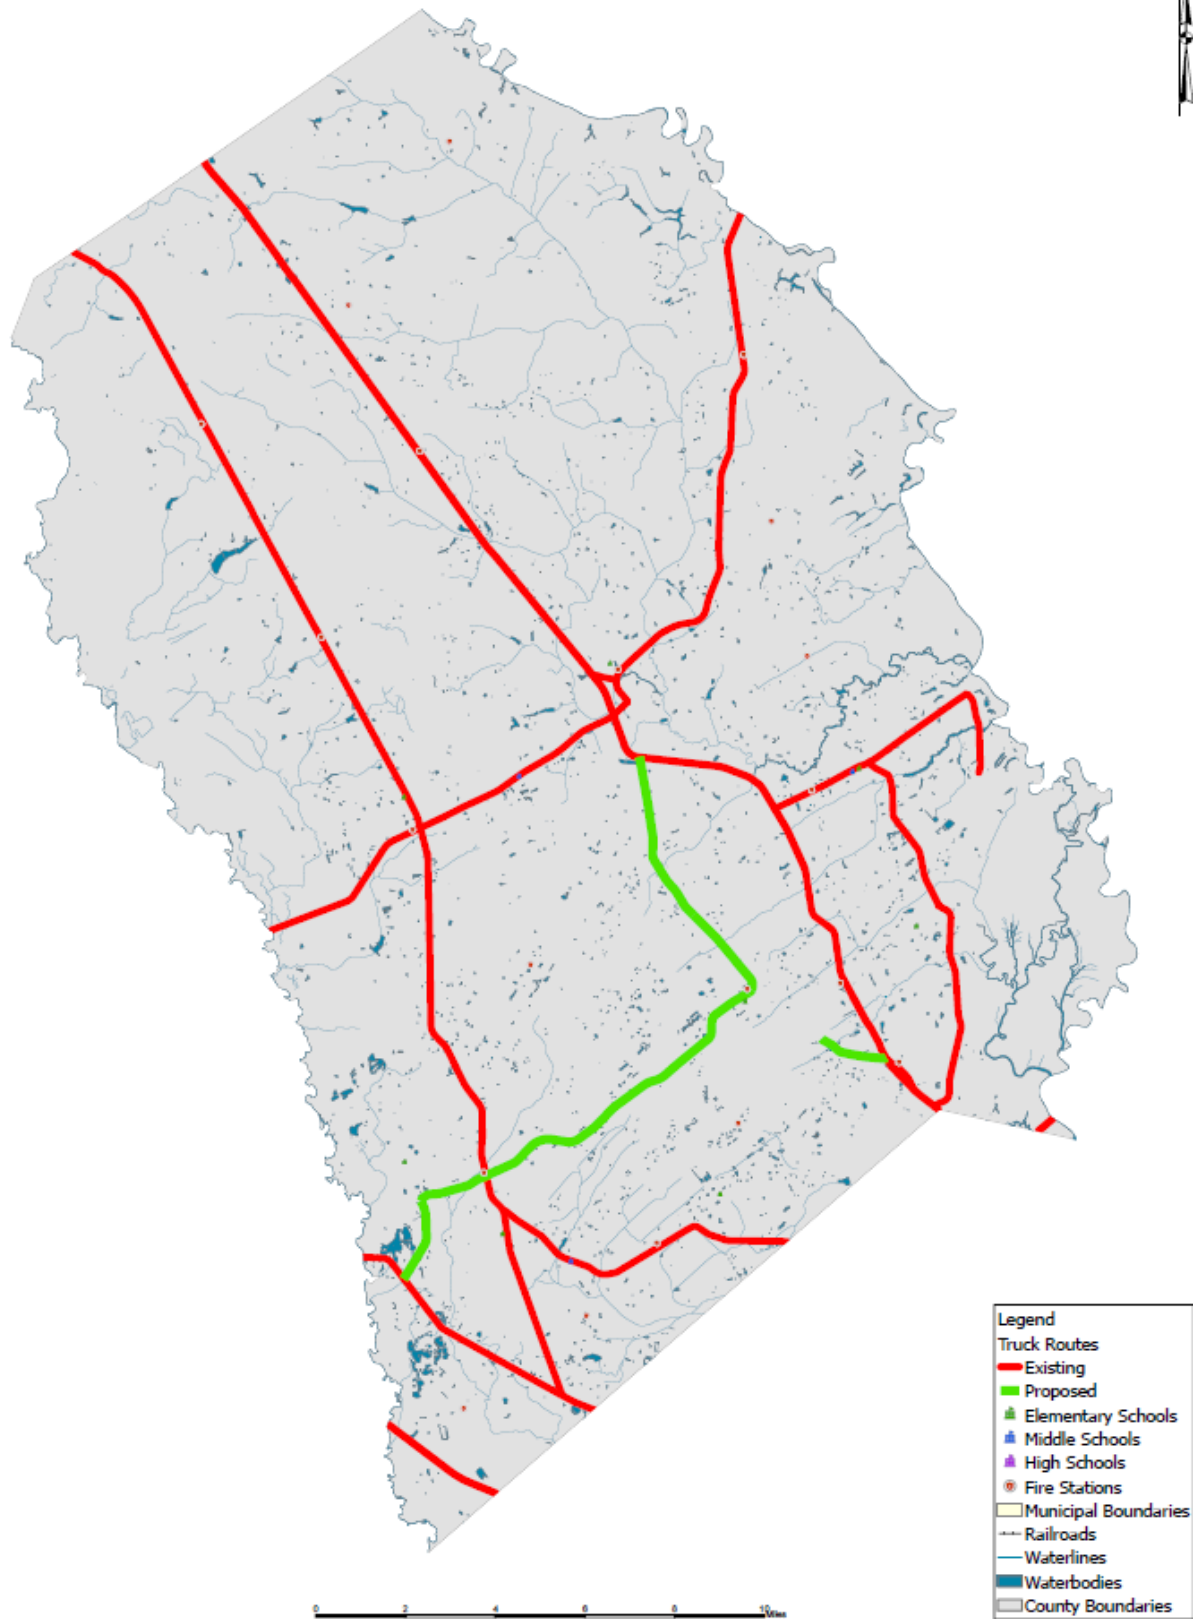 Legend
Truck Routes
Existing
Proposed
Elementary Schools
Middle Schools
High Schools
Fire Stations
Municipal Boundaries
Railroads
Waterlines
Waterbodies
County Boundaries
0 2 4 6 8 10 Miles